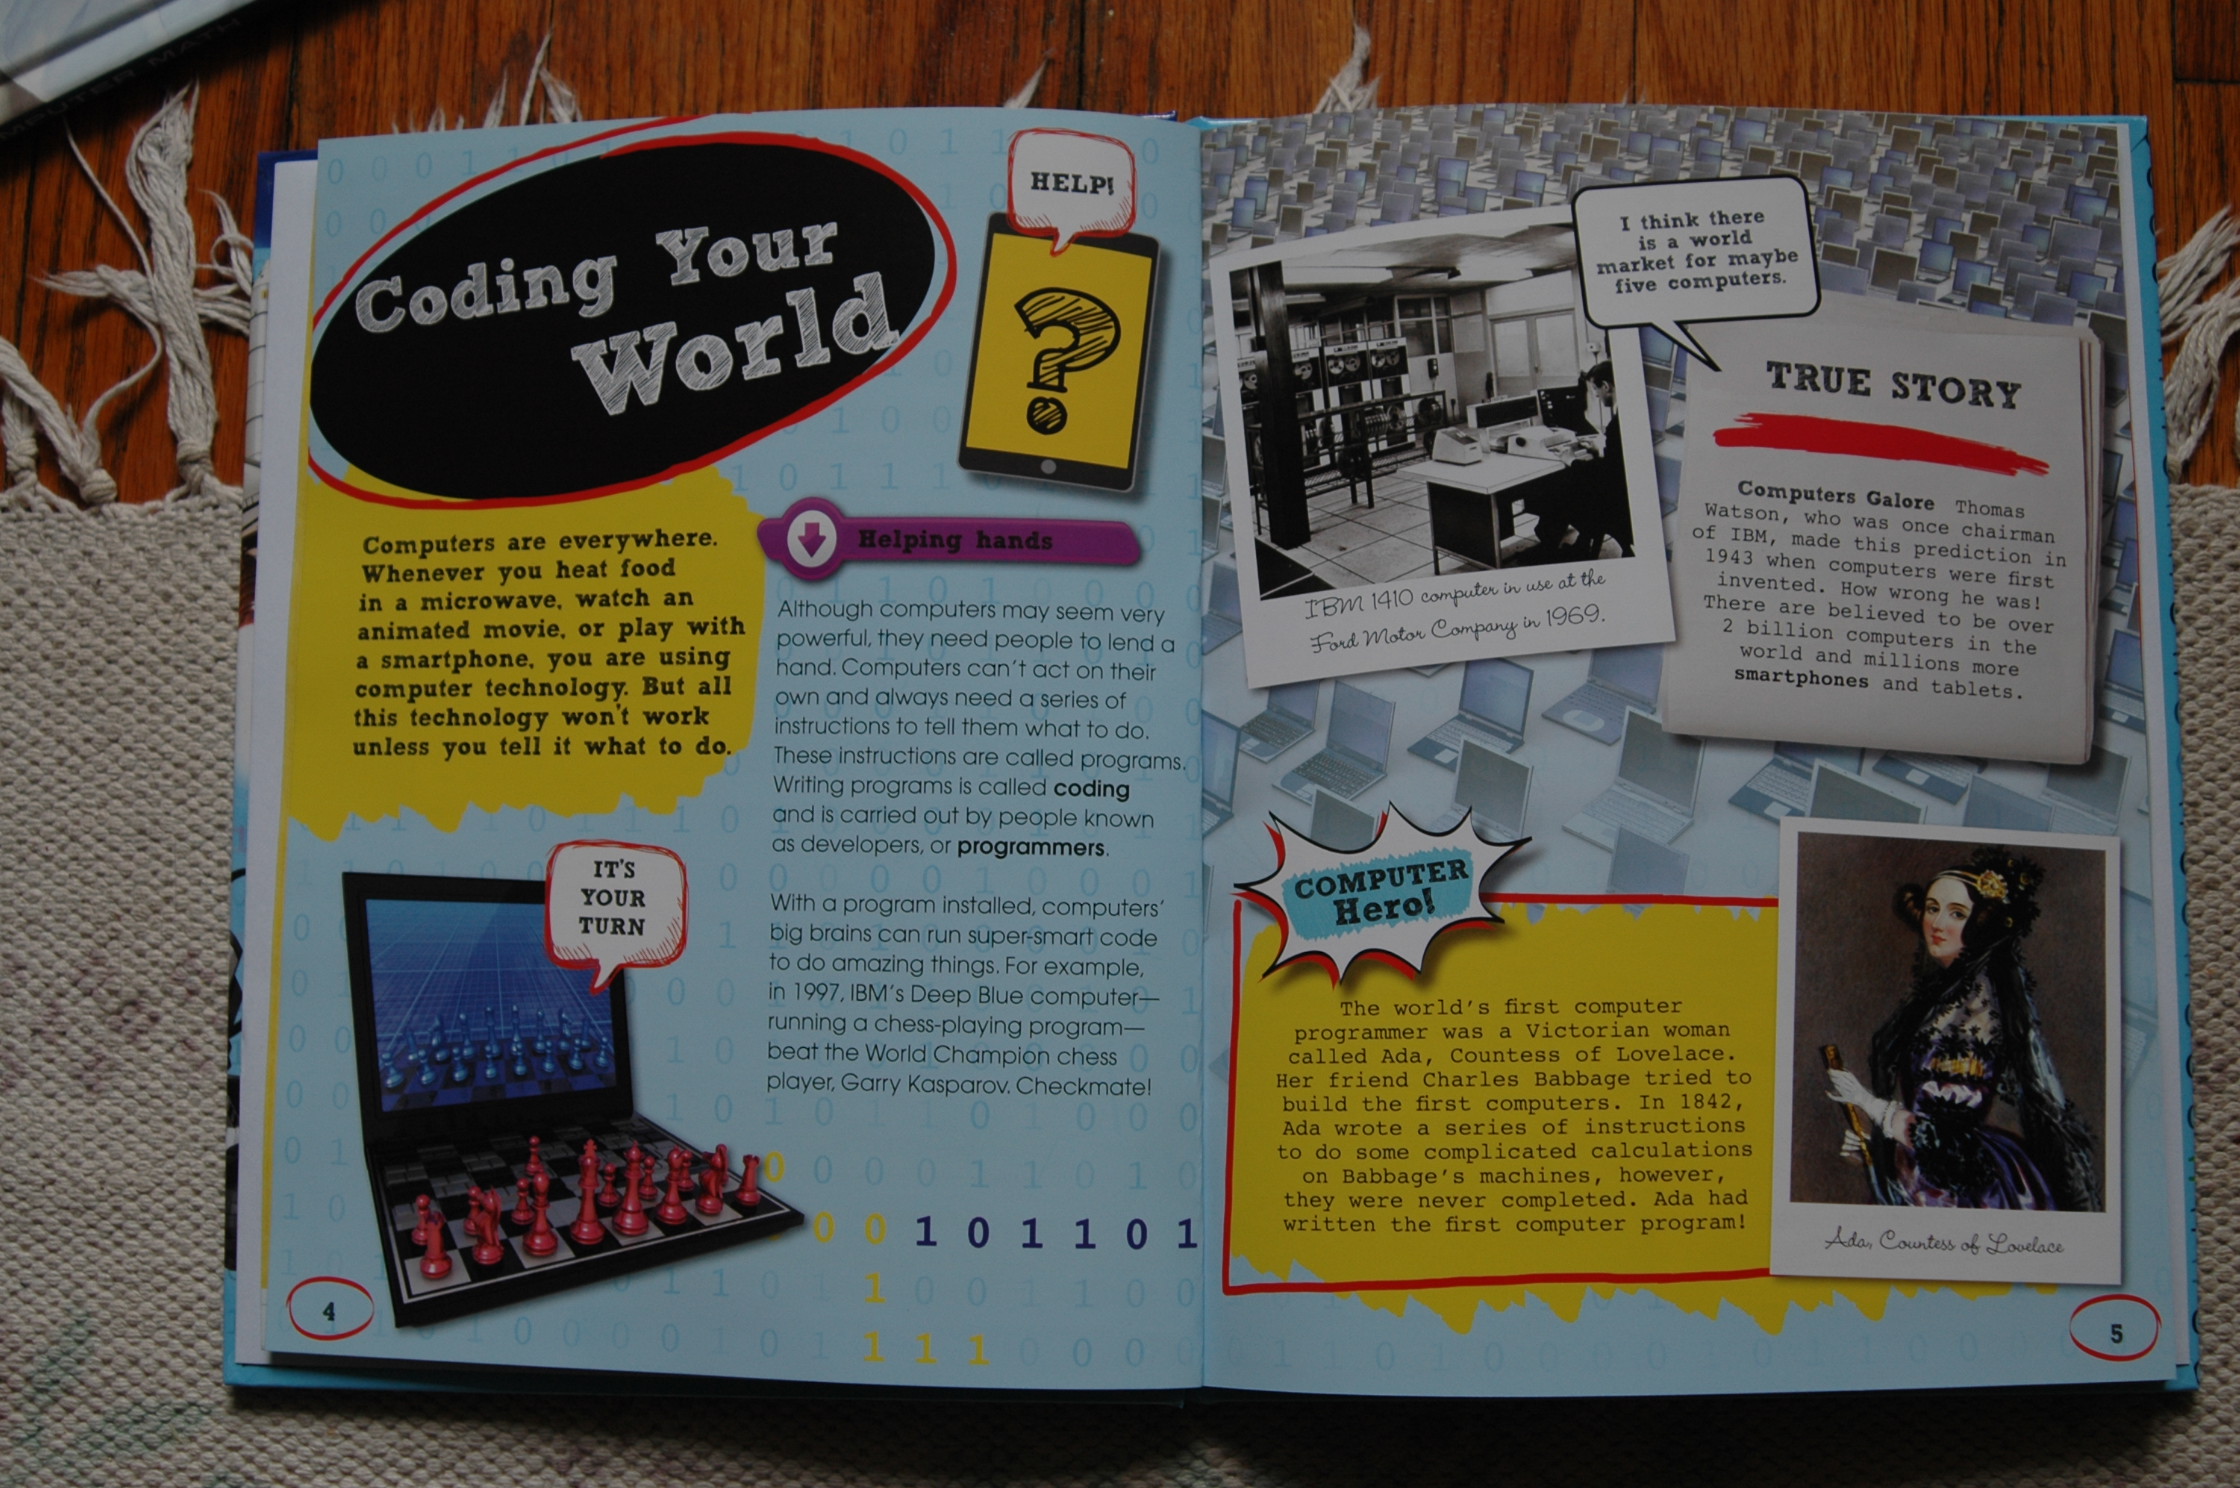 COMPUTER MATH
Coding Your
World
HELP!
?
Computers are everywhere.
Whenever you heat food
in a microwave, watch an
animated movie, or play with
a smartphone, you are using
computer technology. But all
this technology won't work
unless you tell it what to do.
Helping hands
Although computers may seem very
powerful, they need people to lend a
hand. Computers can't act on their
own and always need a series of
instructions to tell them what to do.
These instructions are called programs.
Writing programs is called coding
and is carried out by people known
as developers, or programmers.
With a program installed, computers'
big brains can run super-smart code
to do amazing things. For example,
in 1997, IBM's Deep Blue computer—
running a chess-playing program—
beat the World Champion chess
player, Garry Kasparov. Checkmate!
IT'S
YOUR
TURN
0
0 0 1 0 1 1 0 1
1
1 1 1
4
I think there
is a world
market for maybe
five computers.
IBM 1410 computer in use at the
Ford Motor Company in 1969.
TRUE STORY
Computers Galore Thomas
Watson, who was once chairman
of IBM, made this prediction in
1943 when computers were first
invented. How wrong he was!
There are believed to be over
2 billion computers in the
world and millions more
smartphones and tablets.
COMPUTER
Hero!
The world's first computer
programmer was a Victorian woman
called Ada, Countess of Lovelace.
Her friend Charles Babbage tried to
build the first computers. In 1842,
Ada wrote a series of instructions
to do some complicated calculations
on Babbage's machines, however,
they were never completed. Ada had
written the first computer program!
Ada, Countess of Lovelace
5